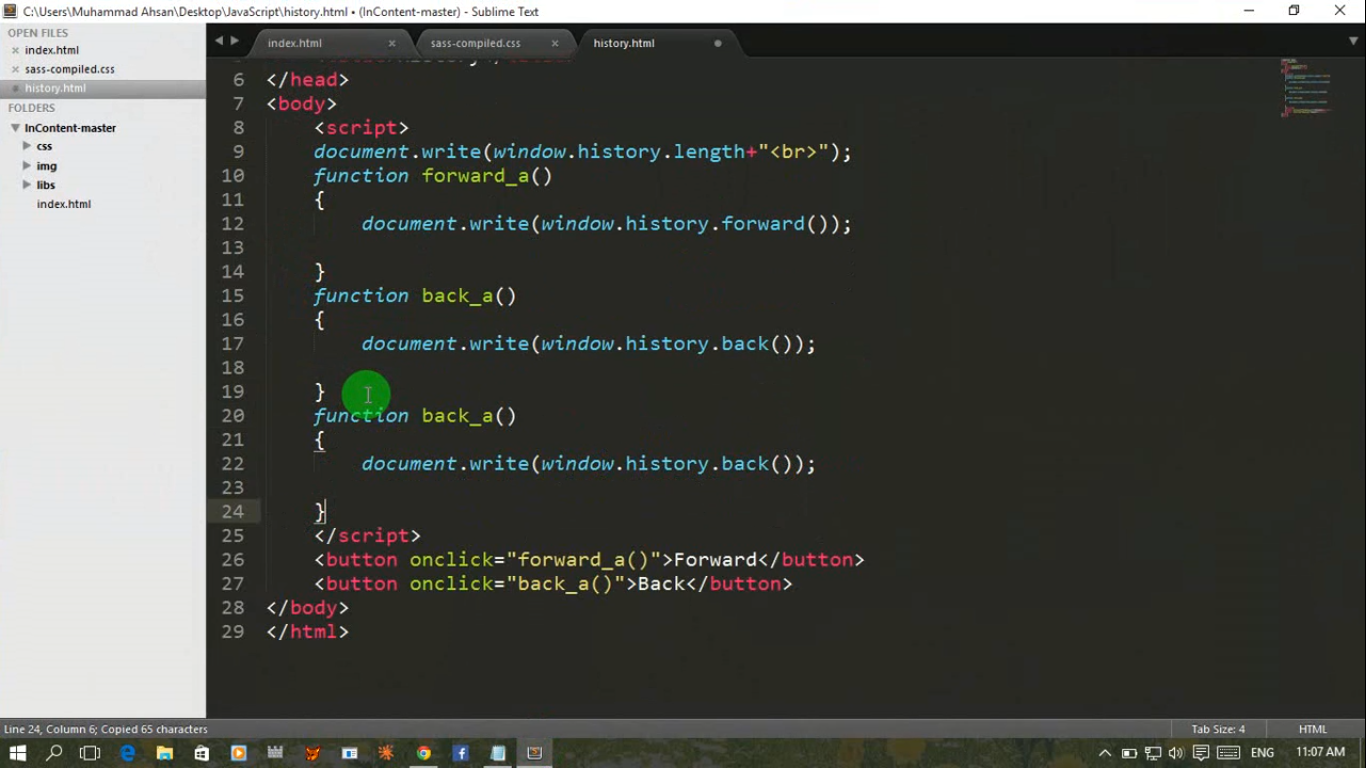 C:\Users\Muhammad Ahsan\Desktop\JavaScript\history.html • (InContent-master) - Sublime Text
OPEN FILES
index.html
sass-compiled.css
history.html
FOLDERS
InContent-master
css
img
libs
index.html
index.html
sass-compiled.css
history.html
6 </head>
7 <body>
8 <script>
9 document.write(window.history.length+"<br>");
10 function forward_a()
11 {
12 document.write(window.history.forward());
13
14 }
15 function back_a()
16 {
17 document.write(window.history.back());
18
19 }
20 function back_a()
21 {
22 document.write(window.history.back());
23
24 }
25 </script>
26 <button onclick="forward_a()">Forward</button>
27 <button onclick="back_a()">Back</button>
28 </body>
29 </html>
Line 24, Column 6; Copied 65 characters
Tab Size: 4
HTML
ENG
11:07 AM